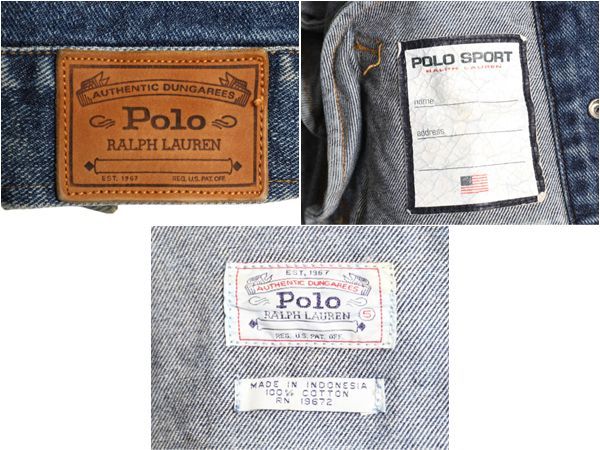 AUTHENTIC DUNGAREES
Polo
RALPH LAUREN
EST. 1967 REG. U.S. PAT. OFF.
POLO SPORT
RALPH LAUREN
name
address
EST. 1967
AUTHENTIC DUNGAREES
Polo
RALPH LAUREN S
REG. U.S. PAT. OFF.
MADE IN INDONESIA
100% COTTON
RN 19672